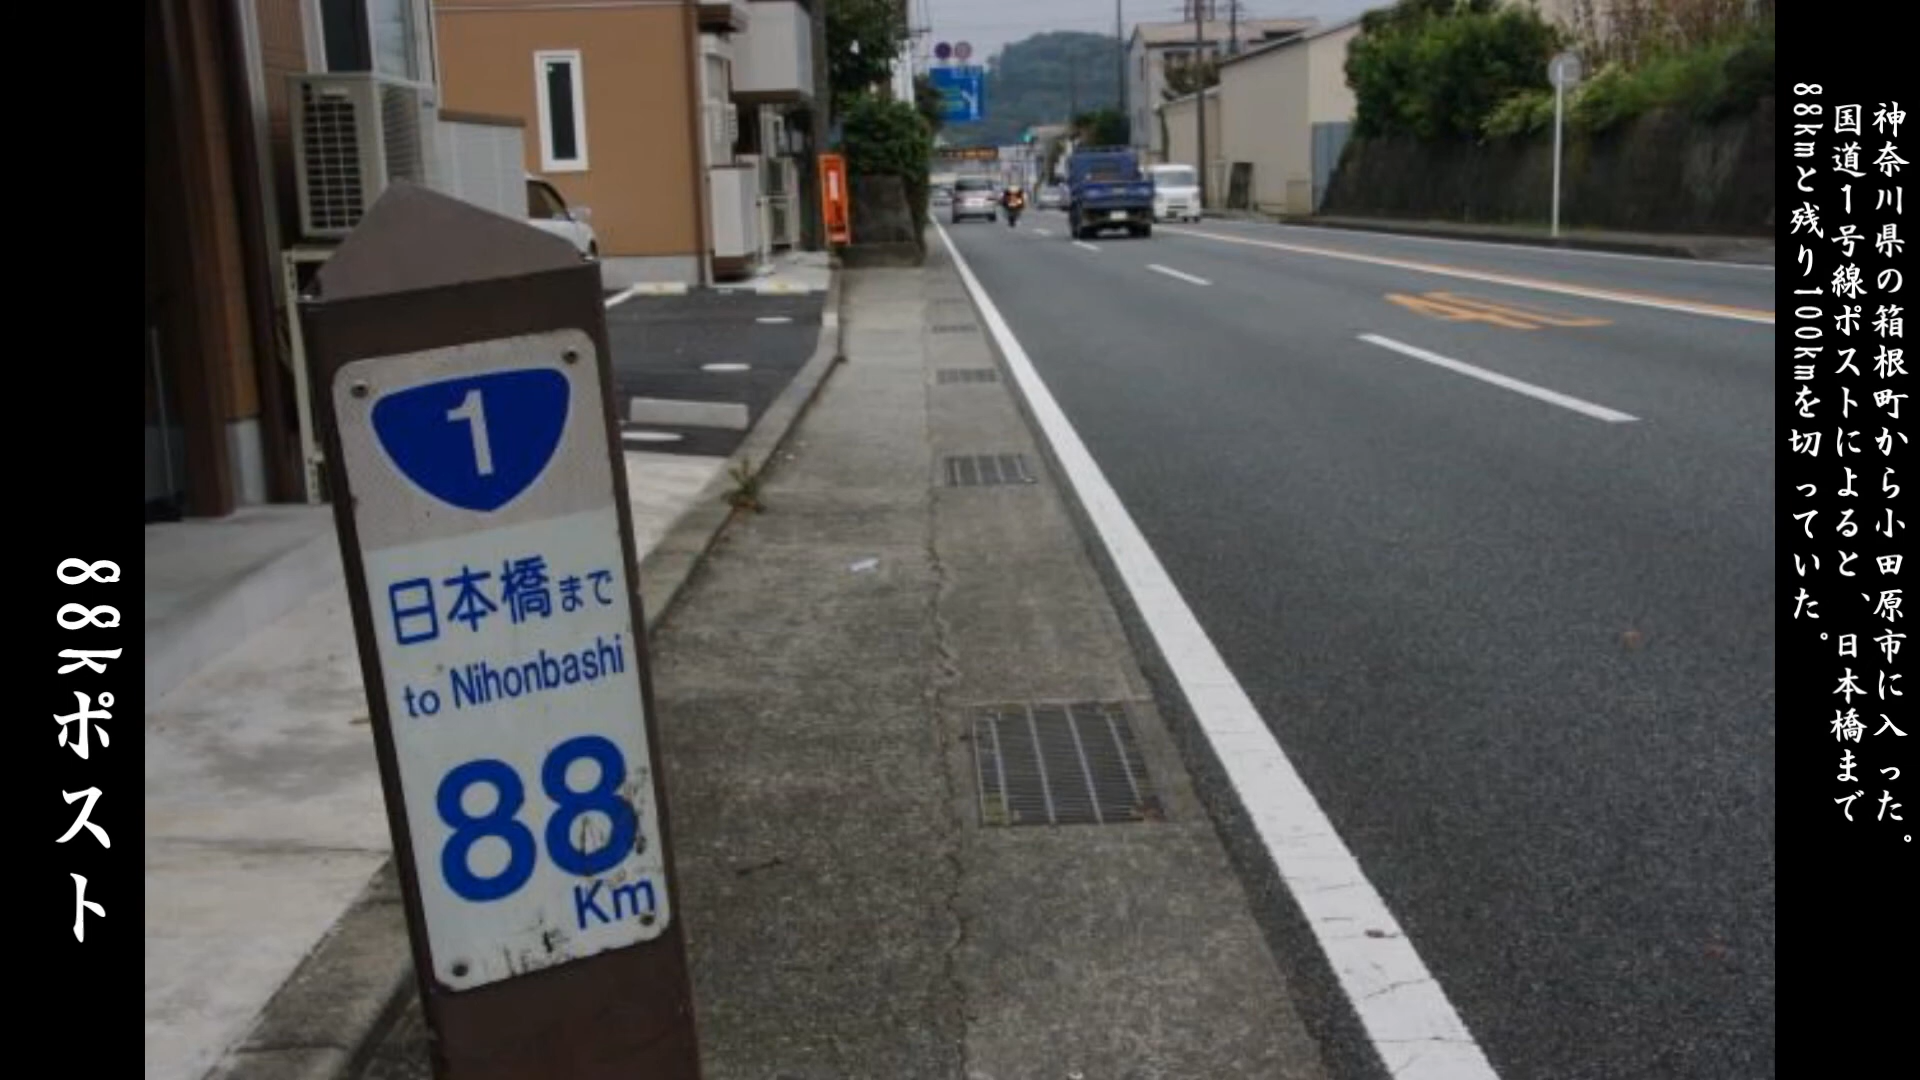 神奈川県の箱根町から小田原市に入った。
国道1号線ポストによると、日本橋まで
88kmと残り100kmを切っていた。
1
日本橋まで
to Nihonbashi
88
Km
88kポスト